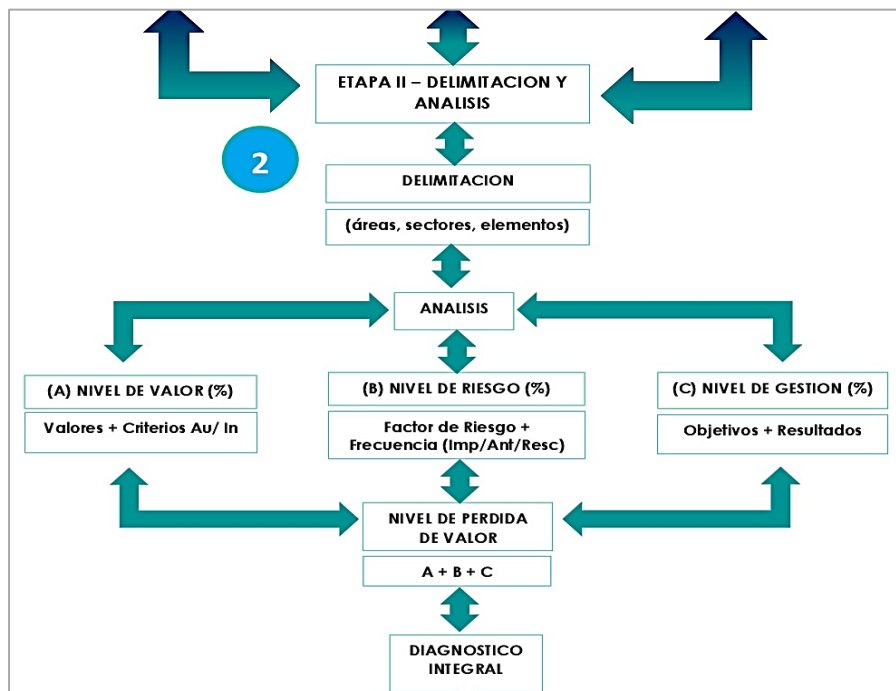 ETAPA II – DELIMITACION Y
ANALISIS
2
DELIMITACION
(áreas, sectores, elementos)
ANALISIS
(A) NIVEL DE VALOR (%)
Valores + Criterios Au/ In
(B) NIVEL DE RIESGO (%)
Factor de Riesgo +
Frecuencia (Imp/Ant/Resc)
(C) NIVEL DE GESTION (%)
Objetivos + Resultados
NIVEL DE PERDIDA
DE VALOR
A + B + C
DIAGNOSTICO
INTEGRAL